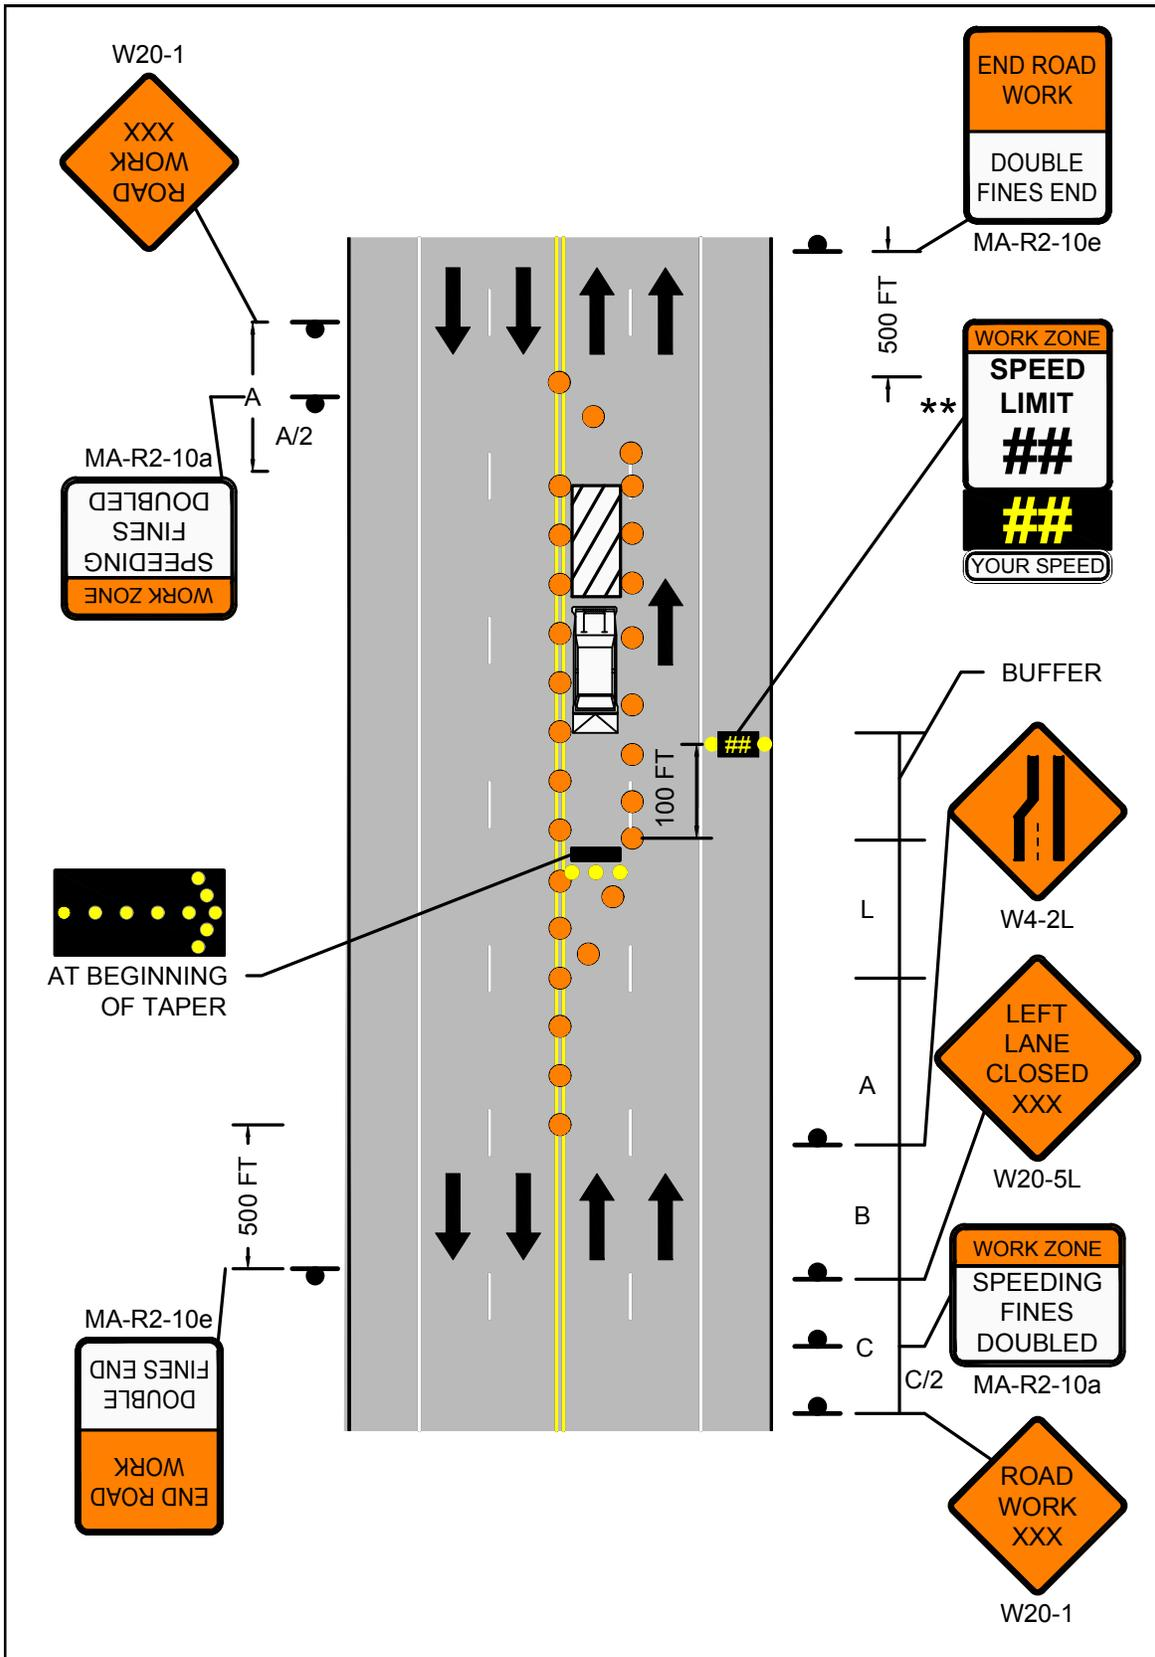 W20-1
ROAD
WORK
XXX
A
A/2
MA-R2-10a
WORK ZONE
SPEEDING
FINES
DOUBLED
AT BEGINNING
OF TAPER
500 FT
MA-R2-10e
END ROAD
WORK
DOUBLE
FINES END
100 FT
##
END ROAD
WORK
DOUBLE
FINES END
MA-R2-10e
500 FT
**
WORK ZONE
SPEED
LIMIT
##
##
YOUR SPEED
BUFFER
L
W4-2L
A
LEFT
LANE
CLOSED
XXX
W20-5L
B
WORK ZONE
SPEEDING
FINES
DOUBLED
MA-R2-10a
C
C/2
ROAD
WORK
XXX
W20-1